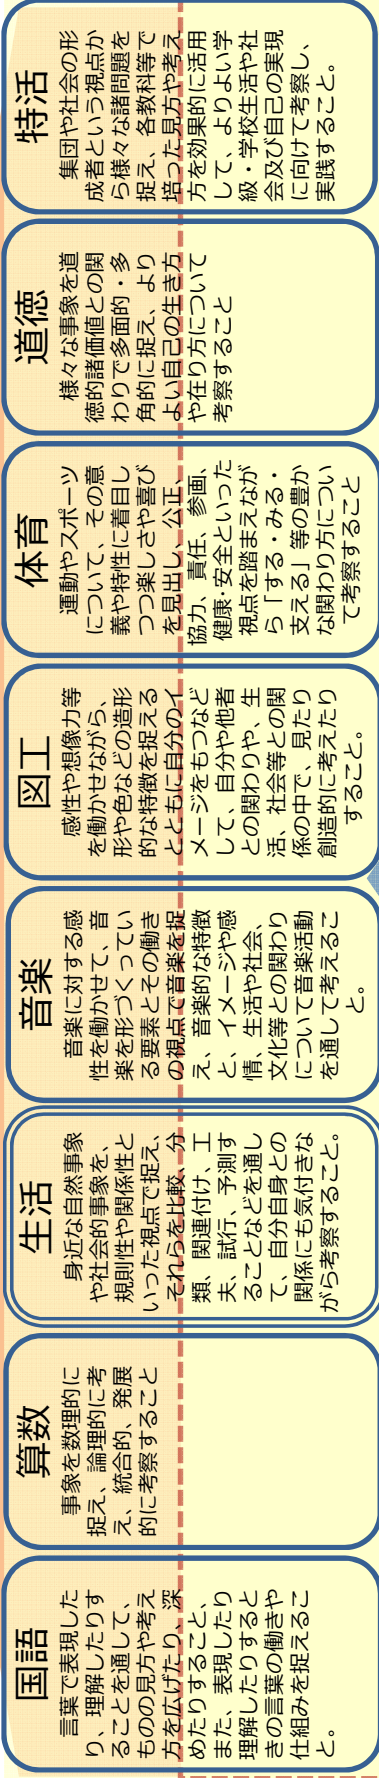 国語
言葉で表現した
り、理解したりす
ることを通して、
ものの見方や考え
方を広げたり、深
めたりすること、
また、表現したり
理解したりすると
きの言葉の働きや
仕組みを捉えるこ
と。
算数
事象を数理的に
捉え、論理的に考
え、統合的、発展
的に考察すること
生活
身近な自然事象
や社会的事象を、
規則性や関係性と
いった視点で捉え、
それらを比較、分
類、関連付け、工
夫、試行、予測す
ることなどを通し
て、自分自身との
関係にも気付きな
がら考察すること。
音楽
音楽に対する感
性を働かせて、音
楽を形づくってい
る要素とその働き
の視点で音楽を捉
え、音楽的な特徴
と、イメージや感
情、生活や社会、
文化等との関わり
について音楽活動
を通して考えるこ
と。
図工
感性や想像力等
を働かせながら、
形や色などの造形
的な特徴を捉える
とともに自分のイ
メージをもつなど
して、自分や他者
との関わりや、生
活、社会等との関
係の中で、見たり
創造的に考えたり
すること。
体育
運動やスポーツ
について、その意
義や特性に着目し
つつ楽しさや喜び
を見出し、公正、
協力、責任、参画、
健康・安全といった
視点を踏まえなが
ら「する・みる・
支える」等の豊か
な関わり方につい
て考察すること
道徳
様々な事象を道
徳的諸価値との関
わりで多面的・多
角的に捉え、より
よい自己の生き方
や在り方について
考察すること
特活
集団や社会の形
成者という視点か
ら様々な諸問題を
捉え、各教科等で
培った見方や考え
方を効果的に活用
して、よりよい学
級・学校生活や社
会及び自己の実現
に向けて考察し、
実践すること。